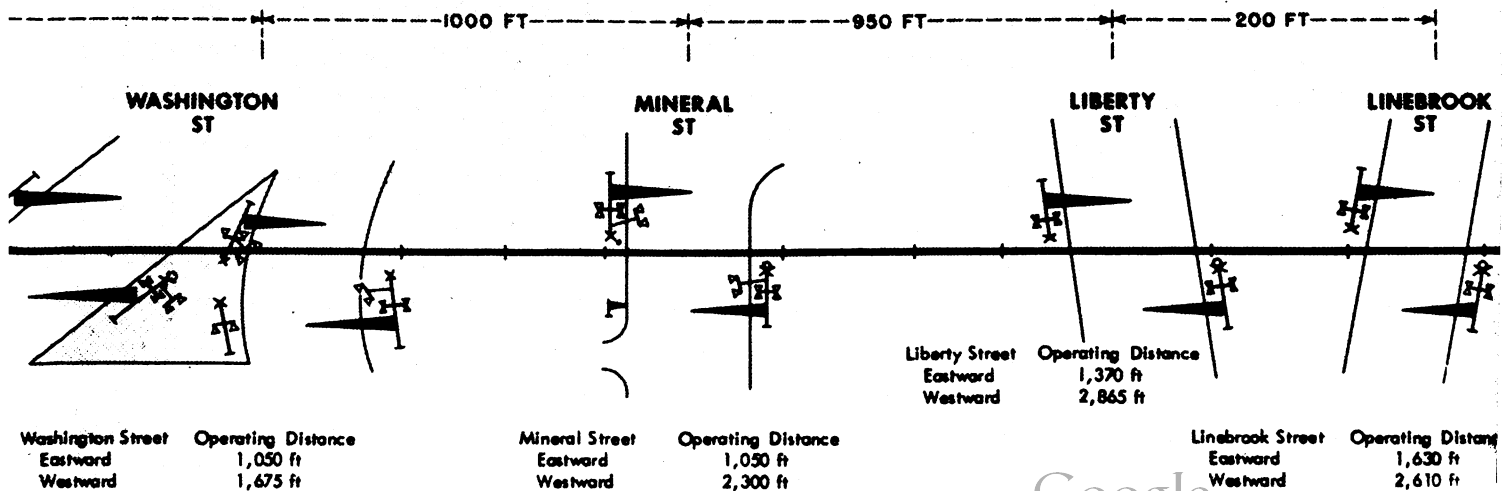 1000 FT
950 FT
200 FT
WASHINGTON
ST
MINERAL
ST
LIBERTY
ST
LINEBROOK
ST
Liberty Street Operating Distance
Eastward 1,370 ft
Westward 2,865 ft
Washington Street Operating Distance
Eastward 1,050 ft
Westward 1,675 ft
Mineral Street Operating Distance
Eastward 1,050 ft
Westward 2,300 ft
Linebrook Street Operating Distanc
Eastward 1,630 ft
Westward 2,610 ft
Google